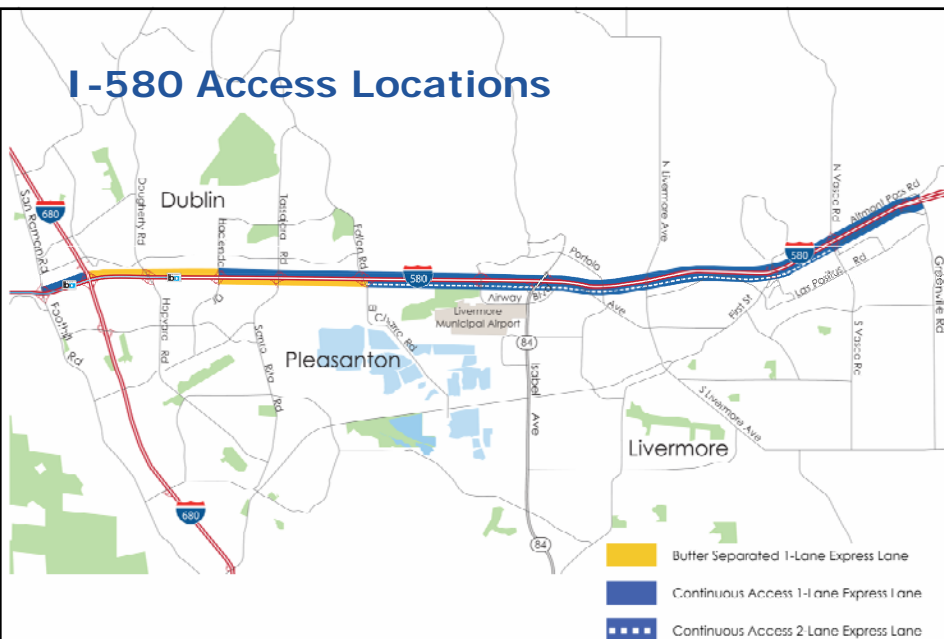 I-580 Access Locations
Dublin
Pleasanton
Livermore
San Ramon Rd
Foothill Rd
680
Dougherty Rd
Hacienda
Tassajara Rd
Fallon Rd
580
Portola
Ave
N Livermore Ave
N Vasco Rd
Altmont Pass Rd
580
Las Positus Rd
Greenville Rd
First St
S Vasco Rd
S Livermore Ave
Airway Blvd
Livermore
Municipal Airport
El Charro Rd
Santa Rita Rd
Hopyard Rd
84
Isabel Ave
84
680
Butter Separated 1-Lane Express Lane
Continuous Access 1-Lane Express Lane
Continuous Access 2-Lane Express Lane